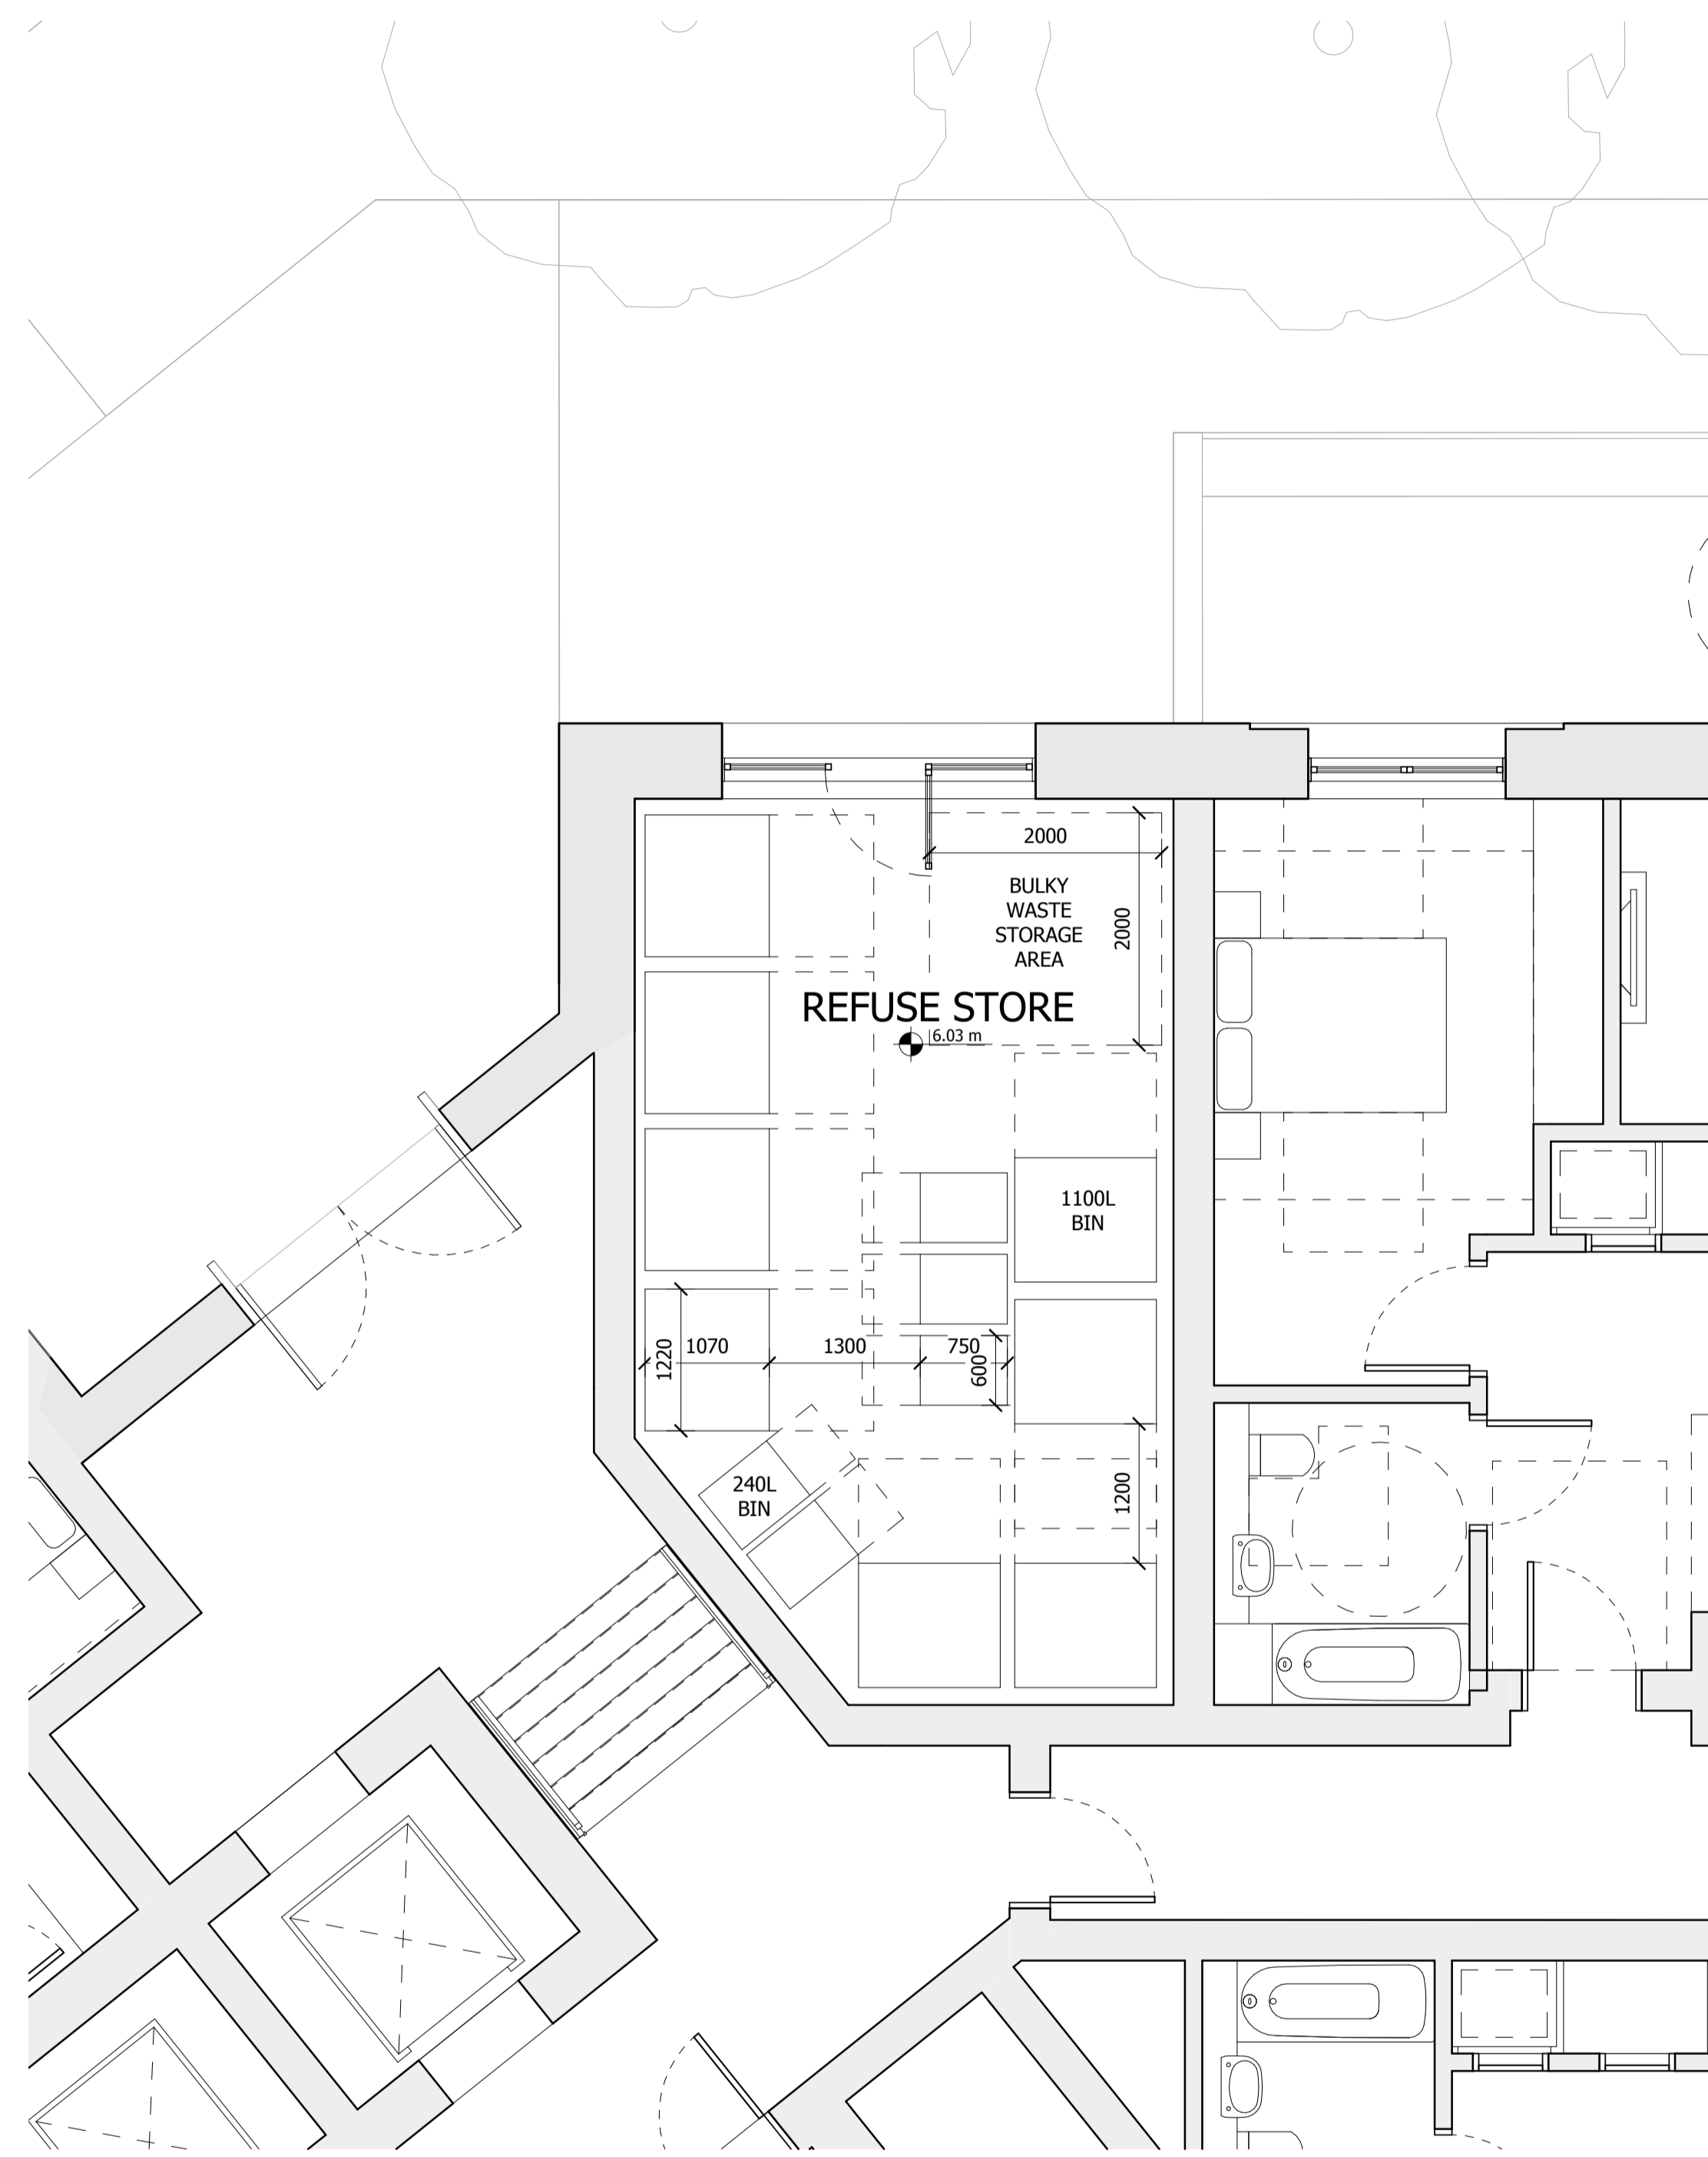 2000
BULKY
WASTE
STORAGE
AREA
2000
REFUSE STORE
6.03 m
1100L
BIN
1220
1070
1300
750
600
240L
BIN
1200